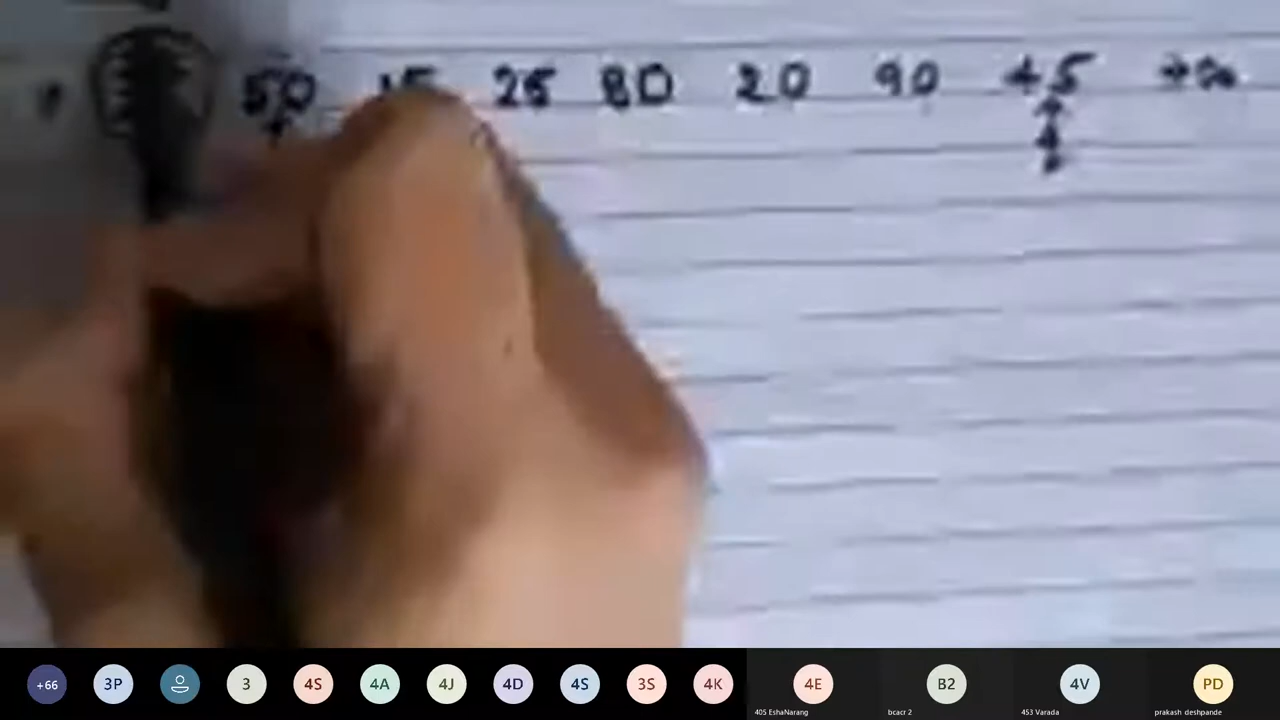 50 15 25 80 20 90 45 +∞
+66 3P 3 4S 4A 4J 4D 4S 3S 4K 4E B2 4V PD
405 EshaNarang bcacr 2 453 Varada prakash deshpande